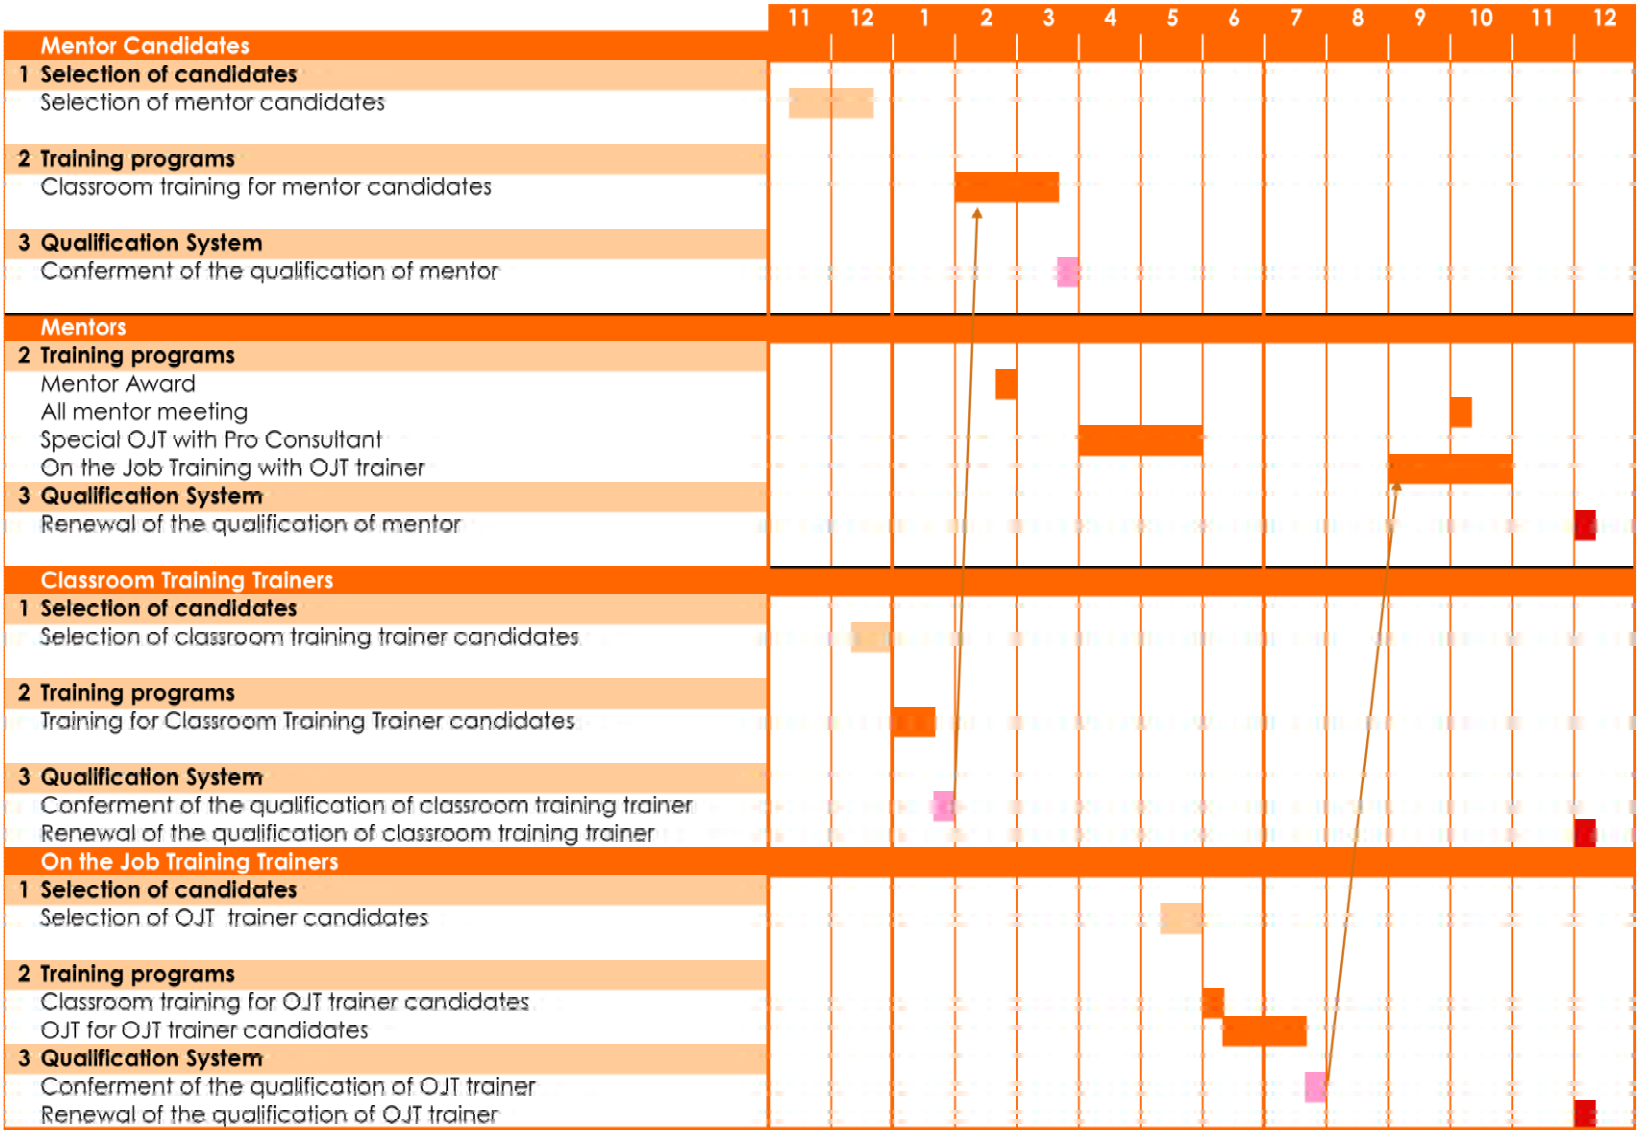 11 12 1 2 3 4 5 6 7 8 9 10 11 12
Mentor Candidates
1 Selection of candidates
Selection of mentor candidates
2 Training programs
Classroom training for mentor candidates
3 Qualification System
Conferment of the qualification of mentor
Mentors
2 Training programs
Mentor Award
All mentor meeting
Special OJT with Pro Consultant
On the Job Training with OJT trainer
3 Qualification System
Renewal of the qualification of mentor
Classroom Training Trainers
1 Selection of candidates
Selection of classroom training trainer candidates
2 Training programs
Training for Classroom Training Trainer candidates
3 Qualification System
Conferment of the qualification of classroom training trainer
Renewal of the qualification of classroom training trainer
On the Job Training Trainers
1 Selection of candidates
Selection of OJT trainer candidates
2 Training programs
Classroom training for OJT trainer candidates
OJT for OJT trainer candidates
3 Qualification System
Conferment of the qualification of OJT trainer
Renewal of the qualification of OJT trainer